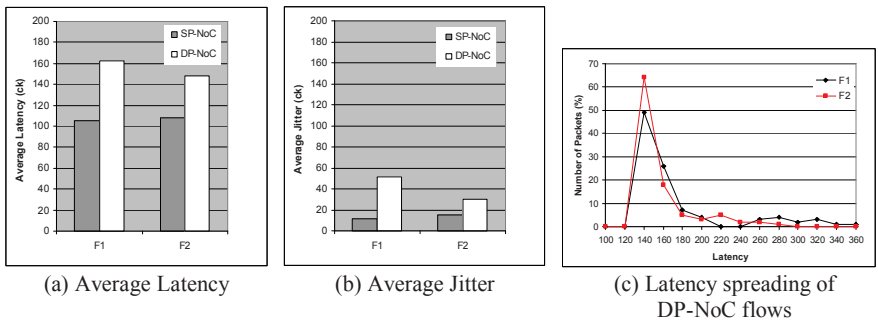 200
180
160
140
120
100
80
60
40
20
0
Average Latency (ck)
SP-NoC
DP-NoC
F1
F2
(a) Average Latency
200
180
160
140
120
100
80
60
40
20
0
Average Jitter (ck)
SP-NoC
DP-NoC
F1
F2
(b) Average Jitter
70
60
50
40
30
20
10
0
Number of Packets (%)
F1
F2
100 120 140 160 180 200 220 240 260 280 300 320 340 360
Latency
(c) Latency spreading of
DP-NoC flows